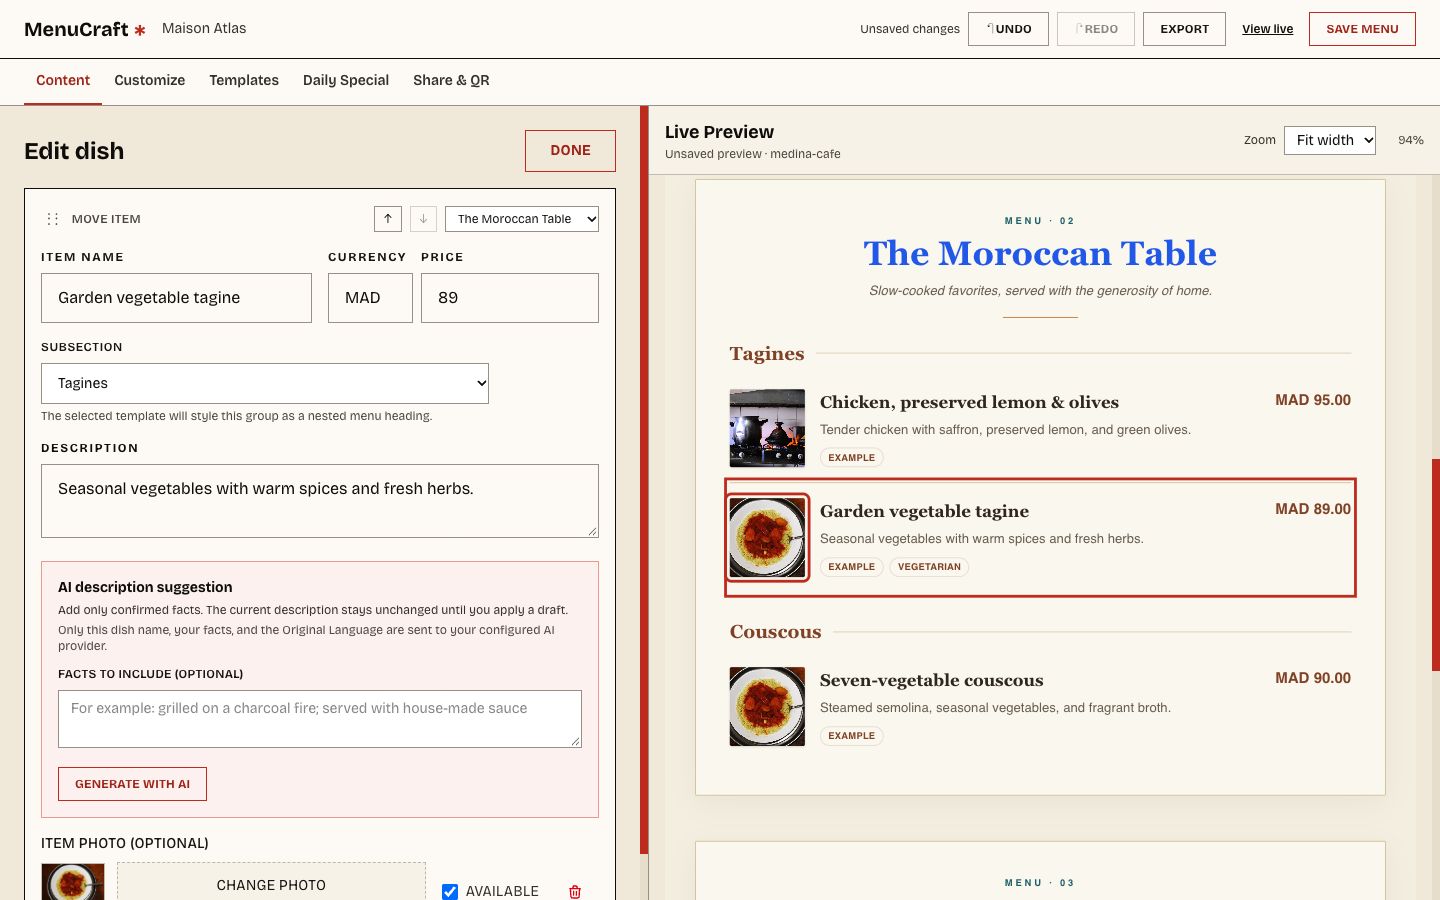 MenuCraft * Maison Atlas
Unsaved changes UNDO REDO EXPORT View live SAVE MENU
Content Customize Templates Daily Special Share & QR
Edit dish
DONE
MOVE ITEM ↑ ↓ The Moroccan Table
ITEM NAME CURRENCY PRICE
Garden vegetable tagine MAD 89
SUBSECTION
Tagines
The selected template will style this group as a nested menu heading.
DESCRIPTION
Seasonal vegetables with warm spices and fresh herbs.
AI description suggestion
Add only confirmed facts. The current description stays unchanged until you apply a draft.
Only this dish name, your facts, and the Original Language are sent to your configured AI
provider.
FACTS TO INCLUDE (OPTIONAL)
For example: grilled on a charcoal fire; served with house-made sauce
GENERATE WITH AI
ITEM PHOTO (OPTIONAL)
CHANGE PHOTO
AVAILABLE
Live Preview
Unsaved preview · medina-cafe
Zoom Fit width 94%
MENU · 02
The Moroccan Table
Slow-cooked favorites, served with the generosity of home.
Tagines
Chicken, preserved lemon & olives MAD 95.00
Tender chicken with saffron, preserved lemon, and green olives.
EXAMPLE
Garden vegetable tagine MAD 89.00
Seasonal vegetables with warm spices and fresh herbs.
EXAMPLE VEGETARIAN
Couscous
Seven-vegetable couscous MAD 90.00
Steamed semolina, seasonal vegetables, and fragrant broth.
EXAMPLE
MENU · 03